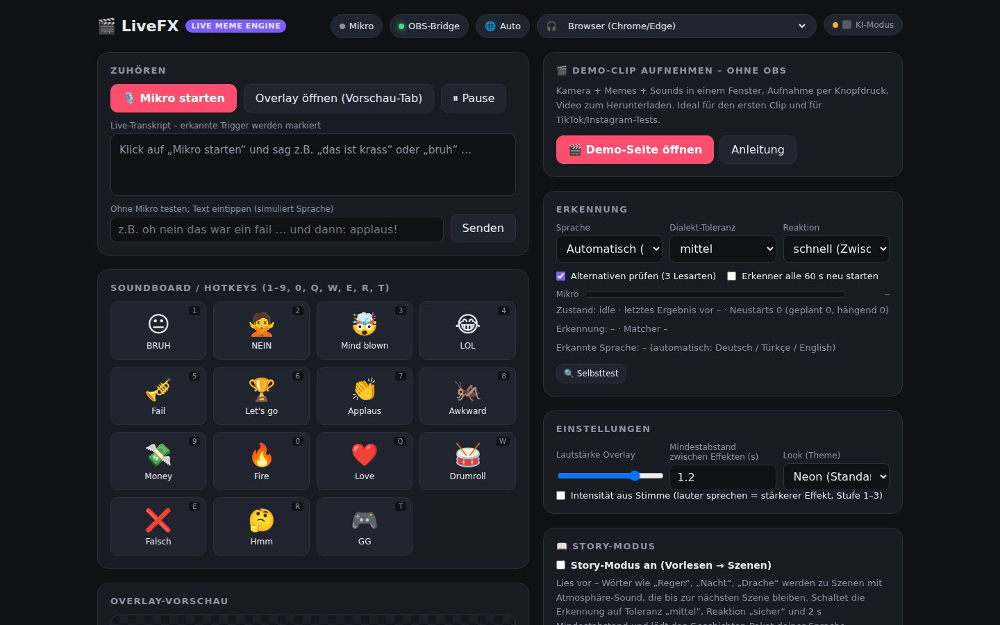 LiveFX LIVE MEME ENGINE
Mikro
OBS-Bridge
Auto
Browser (Chrome/Edge)
KI-Modus
ZUHÖREN
Mikro starten
Overlay öffnen (Vorschau-Tab)
Pause
Live-Transkript – erkannte Trigger werden markiert
Klick auf „Mikro starten“ und sag z.B. „das ist krass“ oder „bruh“ …
Ohne Mikro testen: Text eintippen (simuliert Sprache)
z.B. oh nein das war ein fail … und dann: applaus!
Senden
SOUNDBOARD / HOTKEYS (1–9, 0, Q, W, E, R, T)
1
BRUH
2
NEIN
3
Mind blown
4
LOL
5
Fail
6
Let's go
7
Applaus
8
Awkward
9
Money
0
Fire
Q
Love
W
Drumroll
E
Falsch
R
Hmm
T
GG
OVERLAY-VORSCHAU
DEMO-CLIP AUFNEHMEN – OHNE OBS
Kamera + Memes + Sounds in einem Fenster, Aufnahme per Knopfdruck,
Video zum Herunterladen. Ideal für den ersten Clip und für
TikTok/Instagram-Tests.
Demo-Seite öffnen
Anleitung
ERKENNUNG
Sprache
Dialekt-Toleranz
Reaktion
Automatisch (
mittel
schnell (Zwisc
Alternativen prüfen (3 Lesarten)
Erkenner alle 60 s neu starten
Mikro –
Zustand: idle · letztes Ergebnis vor – · Neustarts 0 (geplant 0, hängend 0)
Erkennung: – · Matcher –
Erkannte Sprache: – (automatisch: Deutsch / Türkçe / English)
Selbsttest
EINSTELLUNGEN
Lautstärke Overlay
Mindestabstand
zwischen Effekten (s)
Look (Theme)
1.2
Neon (Standar
Intensität aus Stimme (lauter sprechen = stärkerer Effekt, Stufe 1–3)
STORY-MODUS
Story-Modus an (Vorlesen → Szenen)
Lies vor – Wörter wie „Regen“, „Nacht“, „Drache“ werden zu Szenen mit
Atmosphäre-Sound, die bis zur nächsten Szene bleiben. Schaltet die
Erkennung auf Toleranz „mittel“, Reaktion „sicher“ und 2 s
Mindestabstand und lädt das Geschichten-Paket deiner Sprache